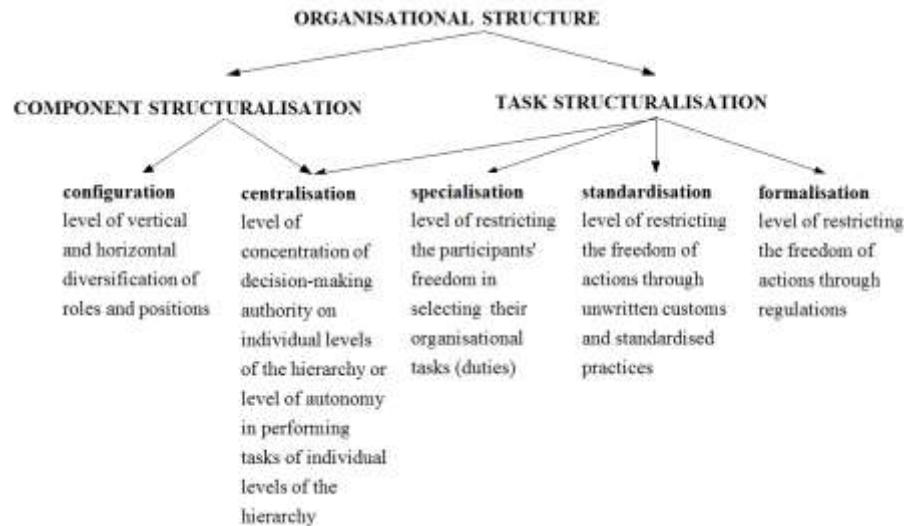 ORGANISATIONAL STRUCTURE
COMPONENT STRUCTURALISATION
TASK STRUCTURALISATION
configuration
level of vertical
and horizontal
diversification of
roles and positions
centralisation
level of
concentration of
decision-making
authority on
individual levels
of the hierarchy or
level of autonomy
in performing
tasks of individual
levels of the
hierarchy
specialisation
level of restricting
the participants'
freedom in
selecting their
organisational
tasks (duties)
standardisation
level of restricting
the freedom of
actions through
unwritten customs
and standardised
practices
formalisation
level of restricting
the freedom of
actions through
regulations